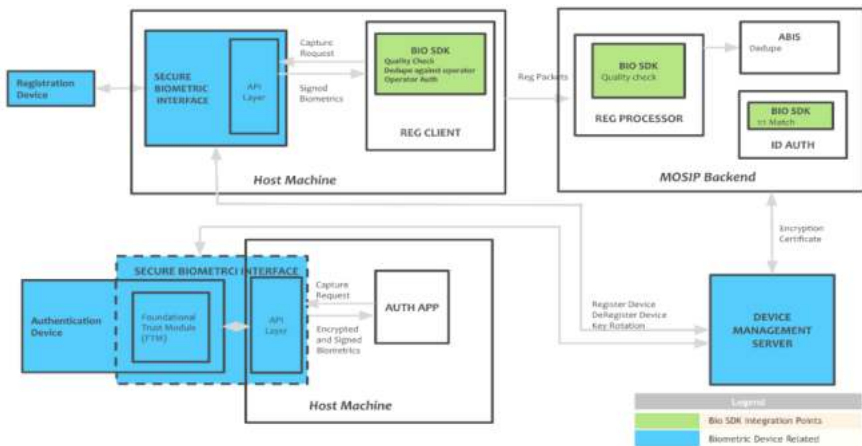 Registration
Device
SECURE
BIOMETRIC
INTERFACE
API
Layer
Capture
Request
Signed
Biometrics
BIO SDK
Quality Check
Dedupe against operator
Operator Auth
REG CLIENT
Host Machine
Reg Packets
BIO SDK
Quality check
REG PROCESSOR
ABIS
Dedupe
BIO SDK
1:1 Match
ID AUTH
MOSIP Backend
Encryption
Certificate
SECURE BIOMETRCI INTERFACE
Authentication
Device
Foundational
Trust Module
(FTM)
API
Layer
Capture
Request
Encrypted
and Signed
Biometrics
AUTH APP
Host Machine
Register Device
DeRegister Device
Key Rotation
DEVICE
MANAGEMENT
SERVER
Legend
Bio SDK Integration Points
Biometric Device Related